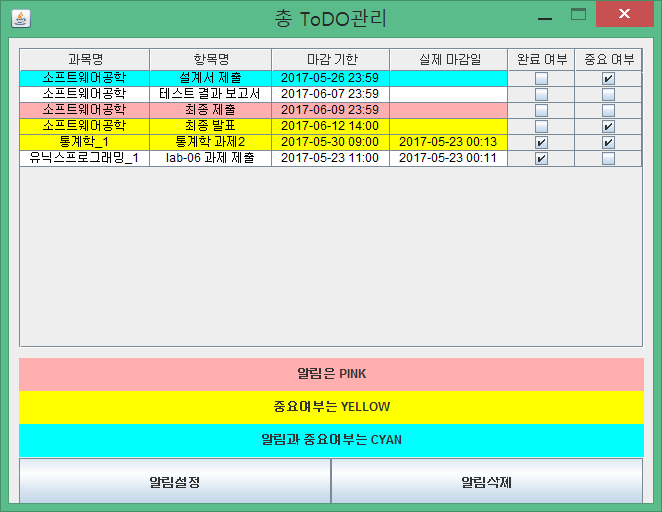 총 ToDO관리
과목명 항목명 마감 기한 실제 마감일 완료 여부 중요 여부
소프트웨어공학 설계서 제출 2017-05-26 23:59
소프트웨어공학 테스트 결과 보고서 2017-06-07 23:59
소프트웨어공학 최종 제출 2017-06-09 23:59
소프트웨어공학 최종 발표 2017-06-12 14:00
통계학_1 통계학 과제2 2017-05-30 09:00 2017-05-23 00:13
유닉스프로그래밍_1 lab-06 과제 제출 2017-05-23 11:00 2017-05-23 00:11
알림은 PINK
중요여부는 YELLOW
알림과 중요여부는 CYAN
알림설정 알림삭제